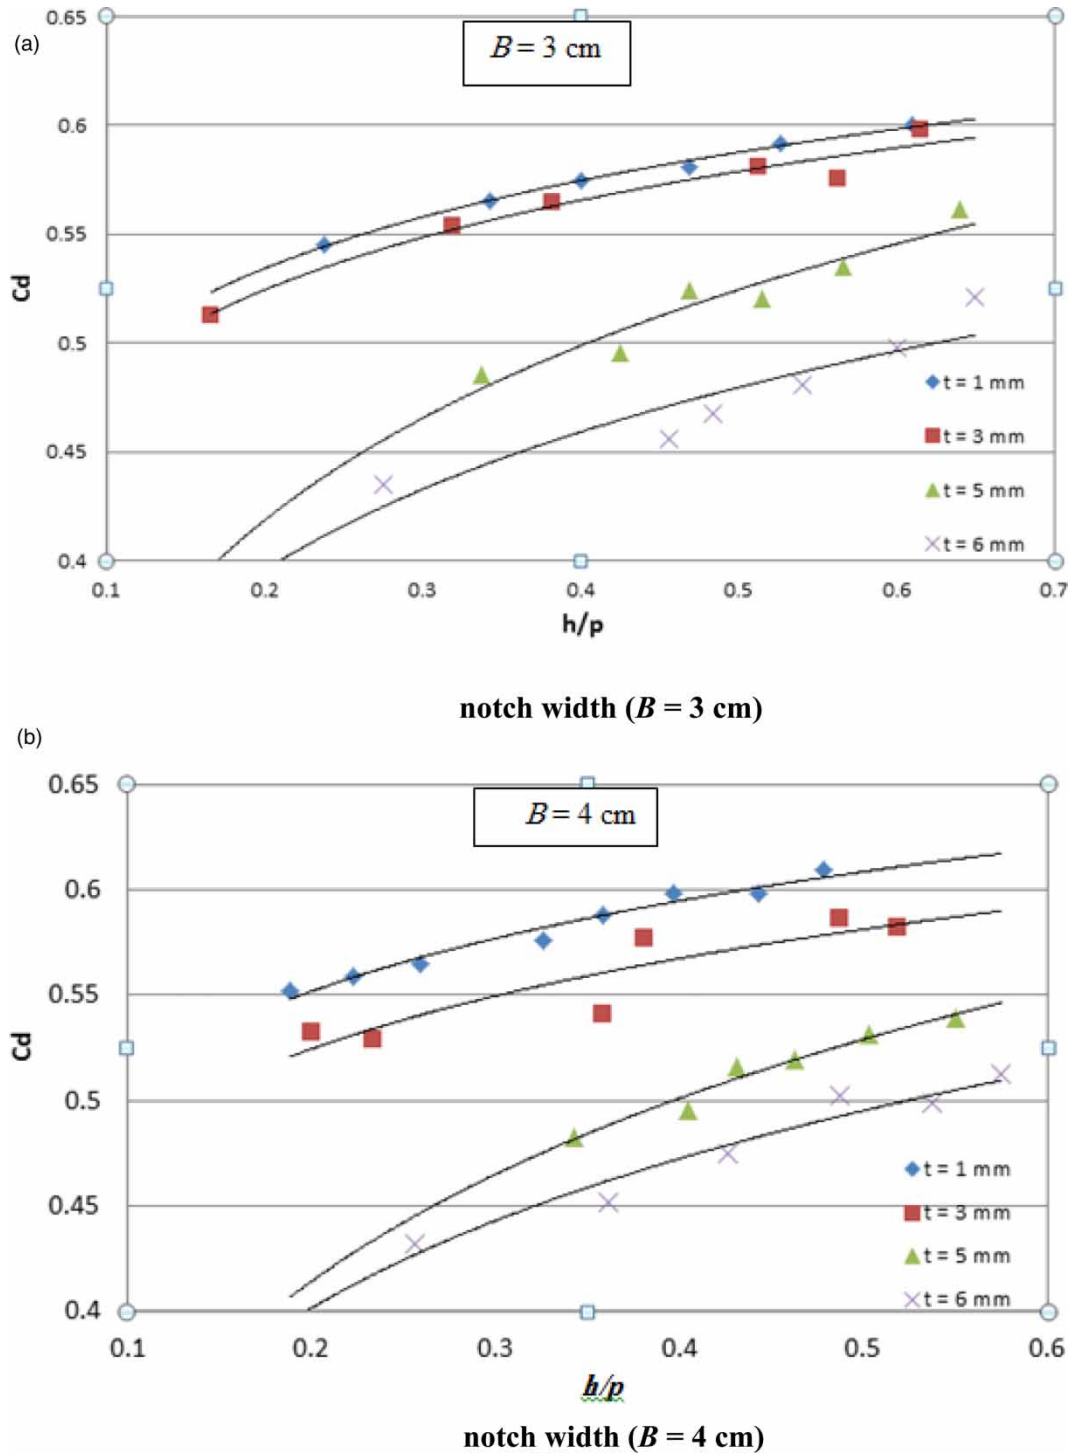 (a)
B = 3 cm
0.65
0.6
0.55
0.5
0.45
0.4
Cd
t = 1 mm
t = 3 mm
t = 5 mm
t = 6 mm
0.1 0.2 0.3 0.4 0.5 0.6 0.7
h/p
notch width (B = 3 cm)
(b)
B = 4 cm
0.65
0.6
0.55
0.5
0.45
0.4
Cd
t = 1 mm
t = 3 mm
t = 5 mm
t = 6 mm
0.1 0.2 0.3 0.4 0.5 0.6
h/p
notch width (B = 4 cm)